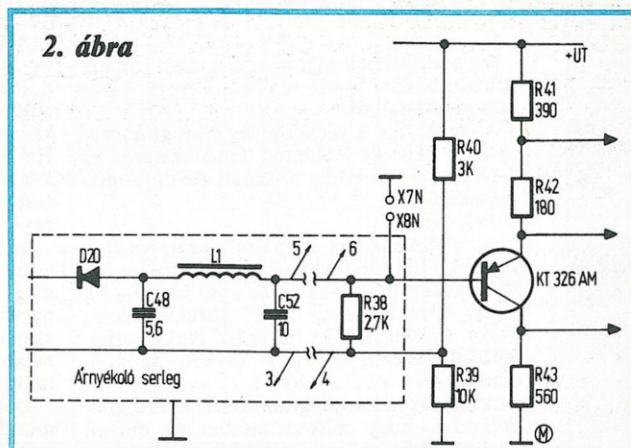 2. ábra
+UT
R41
390
R40
3K
R42
180
X7N
X8N
5
6
D20
L1
C48
5,6
C52
10
R38
2,7K
KT 326 AM
3
4
Árnyékoló serleg
R39
10K
R43
560
M